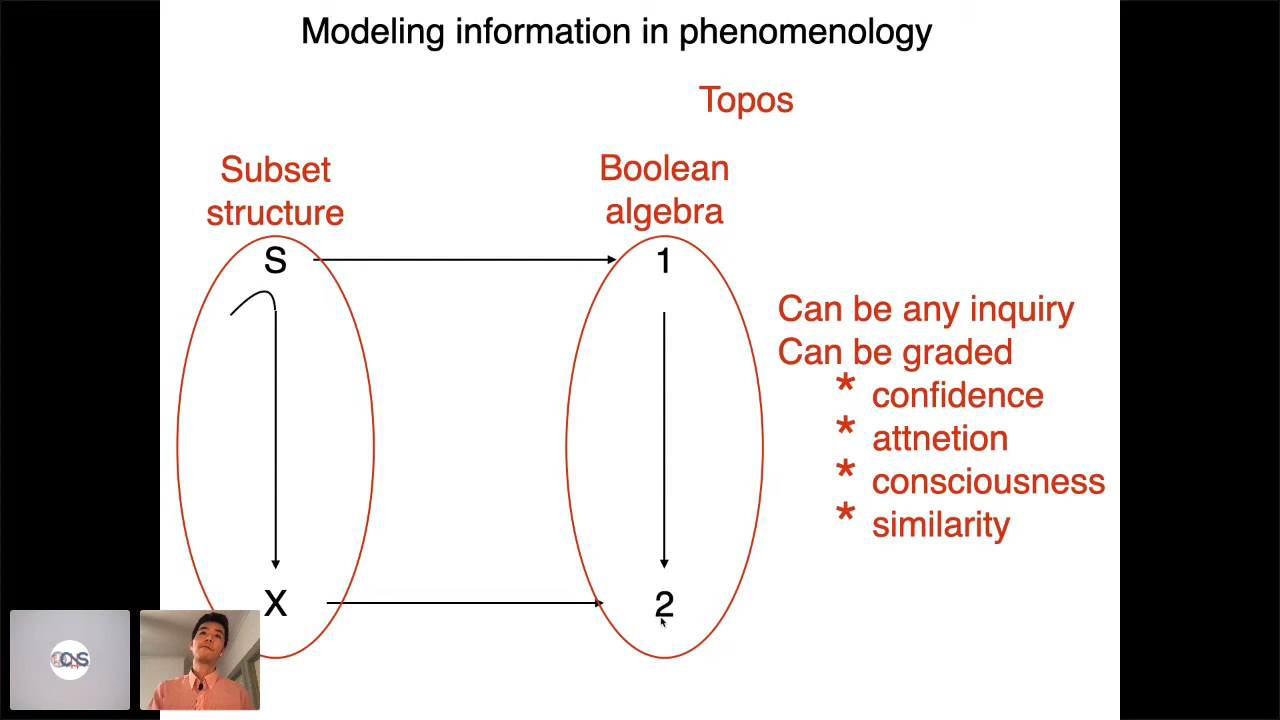 Modeling information in phenomenology
Topos
Subset
structure
Boolean
algebra
S
1
Can be any inquiry
Can be graded
* confidence
* attnetion
* consciousness
* similarity
X
2